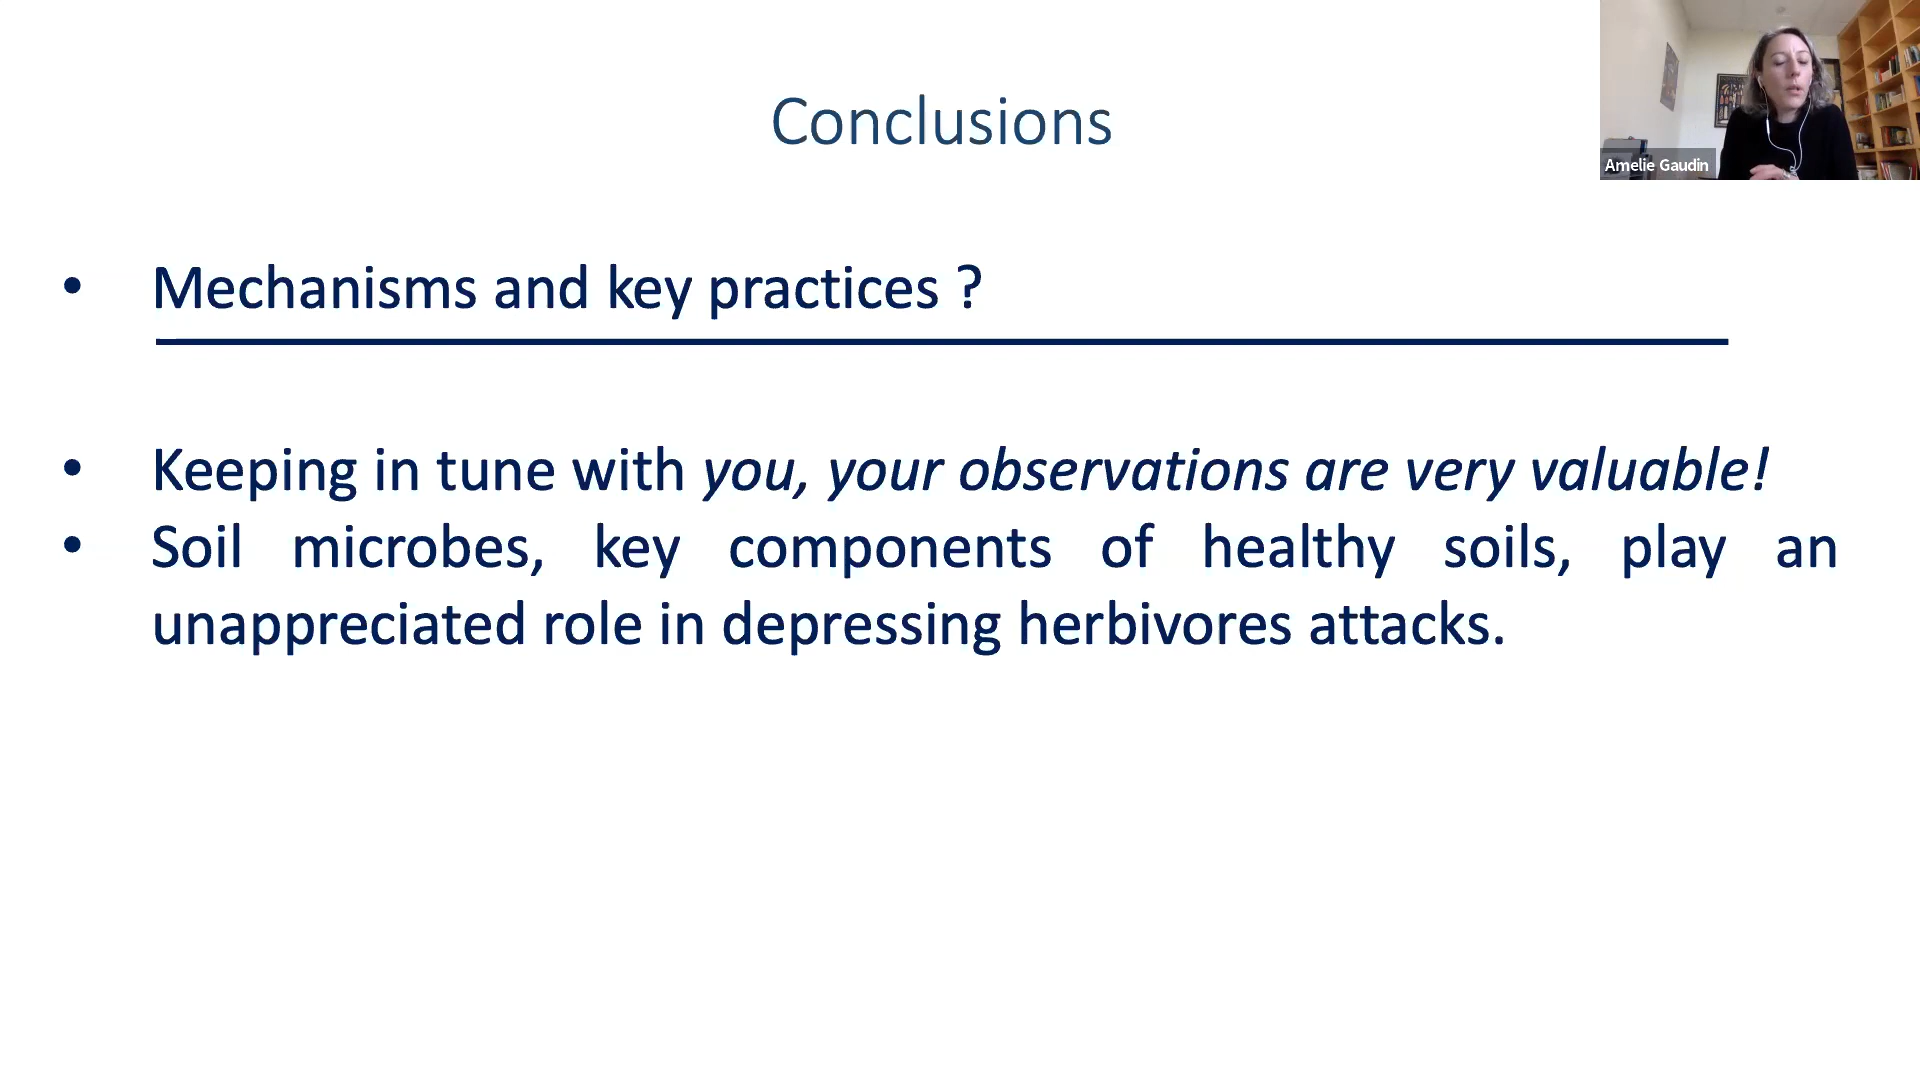 Conclusions
Amelie Gaudin
• Mechanisms and key practices ?
• Keeping in tune with you, your observations are very valuable!
• Soil microbes, key components of healthy soils, play an
unappreciated role in depressing herbivores attacks.